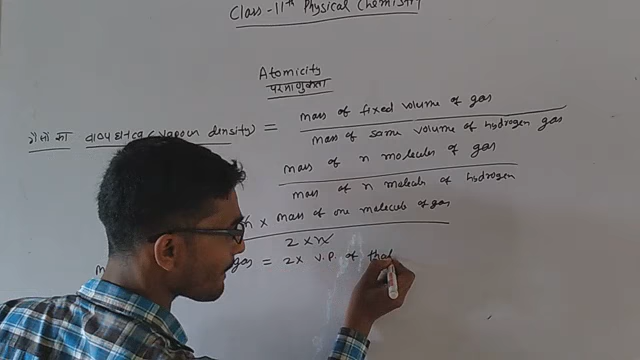 Class-11th Physical Chemistry
Atomicity
परमाणुकता
गैसों का वाष्प घनत्व (vapour density) = mass of fixed volume of gas
mass of same volume of hydrogen gas
mass of n molecules of gas
mass of n molecule of hydrogen
n × mass of one molecule of gas
2 × n
gas = 2× V.D. of that